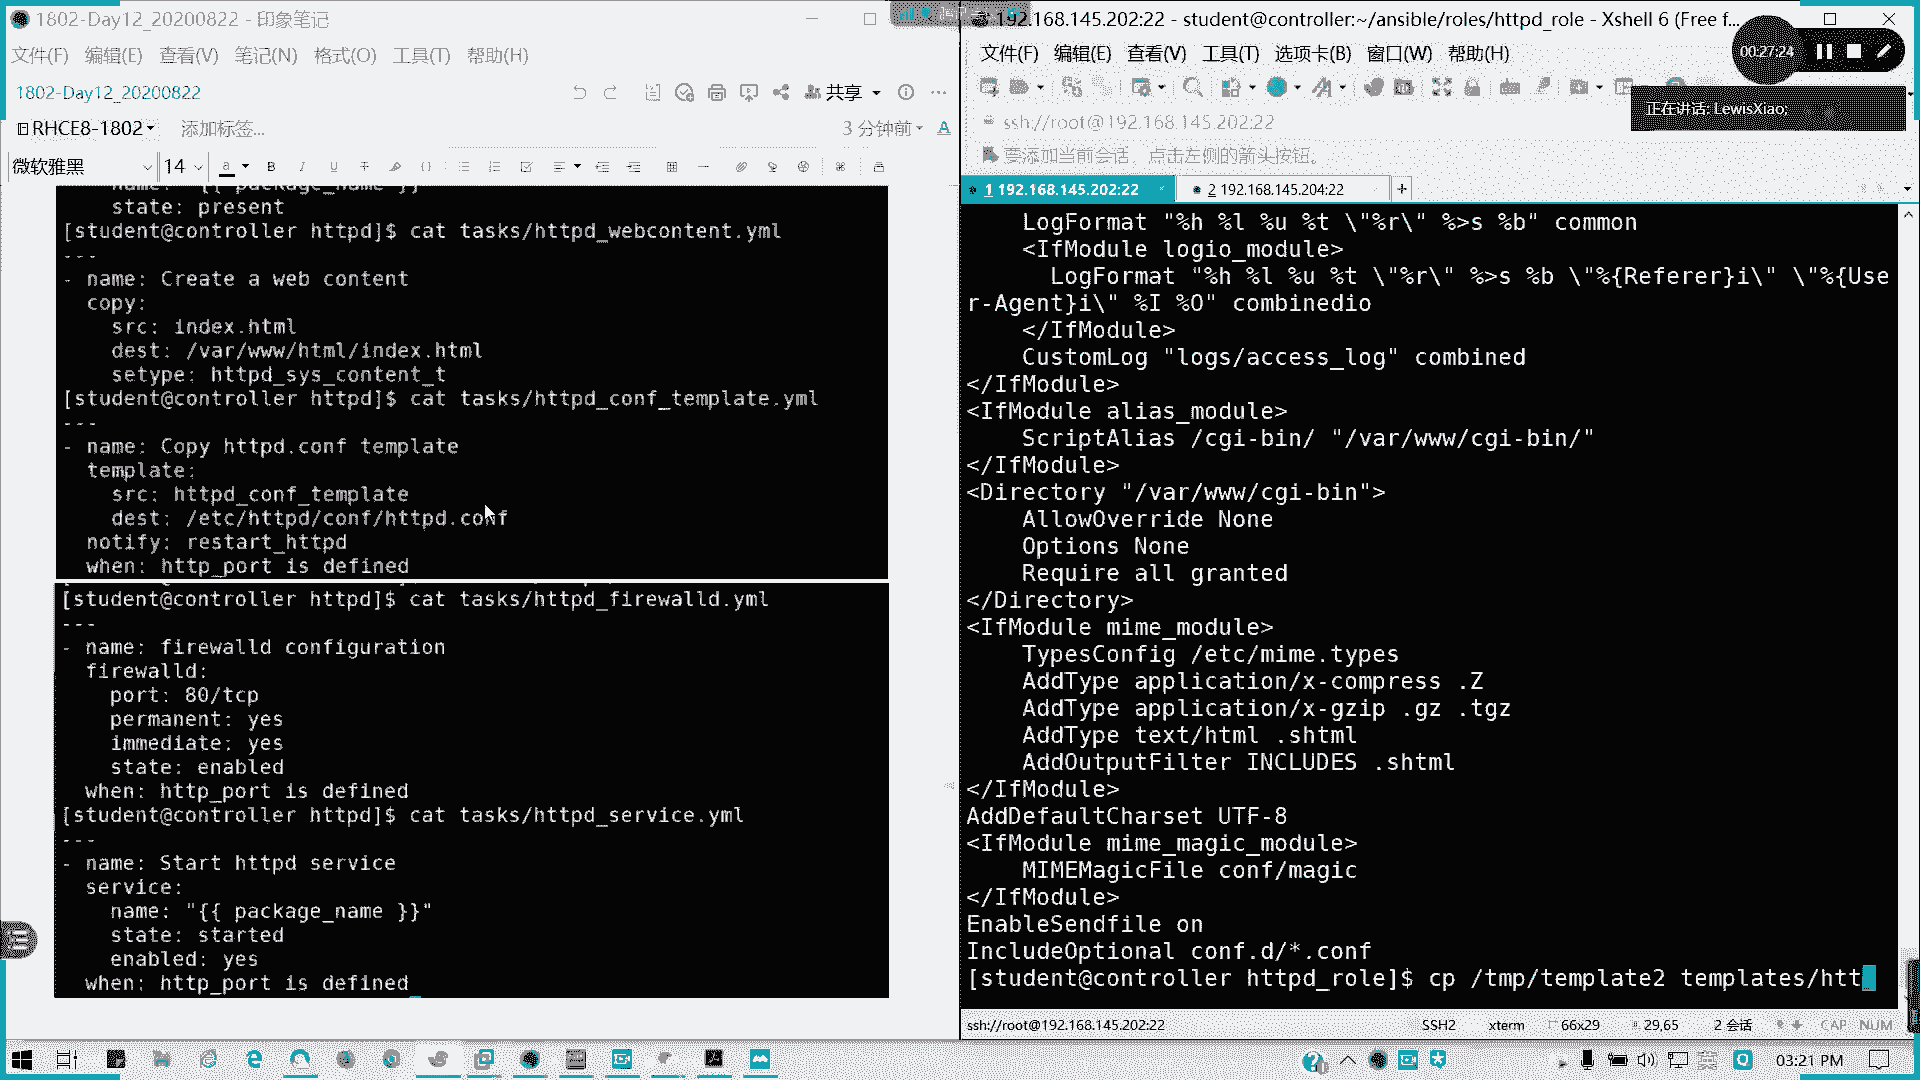 1802-Day12_20200822 - 印象笔记
文件(F) 编辑(E) 查看(V) 笔记(N) 格式(O) 工具(T) 帮助(H)
1802-Day12_20200822
共享
RHCE8-1802
添加标签...
3 分钟前
微软雅黑
14
name: "{{ package_name }}"
state: present
[student@controller httpd]$ cat tasks/httpd_webcontent.yml
---
- name: Create a web content
copy:
src: index.html
dest: /var/www/html/index.html
setype: httpd_sys_content_t
[student@controller httpd]$ cat tasks/httpd_conf_template.yml
---
- name: Copy httpd.conf template
template:
src: httpd_conf_template
dest: /etc/httpd/conf/httpd.conf
notify: restart_httpd
when: http_port is defined
[student@controller httpd]$ cat tasks/httpd_firewalld.yml
---
- name: firewalld configuration
firewalld:
port: 80/tcp
permanent: yes
immediate: yes
state: enabled
when: http_port is defined
[student@controller httpd]$ cat tasks/httpd_service.yml
---
- name: Start httpd service
service:
name: "{{ package_name }}"
state: started
enabled: yes
when: http_port is defined
192.168.145.202:22 - student@controller:~/ansible/roles/httpd_role - Xshell 6 (Free f...
文件(F) 编辑(E) 查看(V) 工具(T) 选项卡(B) 窗口(W) 帮助(H)
00:27:24
正在讲话: LewisXiao;
ssh://root@192.168.145.202:22
要添加当前会话，点击左侧的箭头按钮。
1 192.168.145.202:22
2 192.168.145.204:22
LogFormat "%h %l %u %t \"%r\" %>s %b" common
<IfModule logio_module>
LogFormat "%h %l %u %t \"%r\" %>s %b \"%{Referer}i\" \"%{Use
r-Agent}i\" %I %O" combinedio
</IfModule>
CustomLog "logs/access_log" combined
</IfModule>
<IfModule alias_module>
ScriptAlias /cgi-bin/ "/var/www/cgi-bin/"
</IfModule>
<Directory "/var/www/cgi-bin">
AllowOverride None
Options None
Require all granted
</Directory>
<IfModule mime_module>
TypesConfig /etc/mime.types
AddType application/x-compress .Z
AddType application/x-gzip .gz .tgz
AddType text/html .shtml
AddOutputFilter INCLUDES .shtml
</IfModule>
AddDefaultCharset UTF-8
<IfModule mime_magic_module>
MIMEMagicFile conf/magic
</IfModule>
EnableSendfile on
IncludeOptional conf.d/*.conf
[student@controller httpd_role]$ cp /tmp/template2 templates/htt
ssh://root@192.168.145.202:22
SSH2
xterm
66x29
29,65
2 会话
CAP NUM
03:21 PM